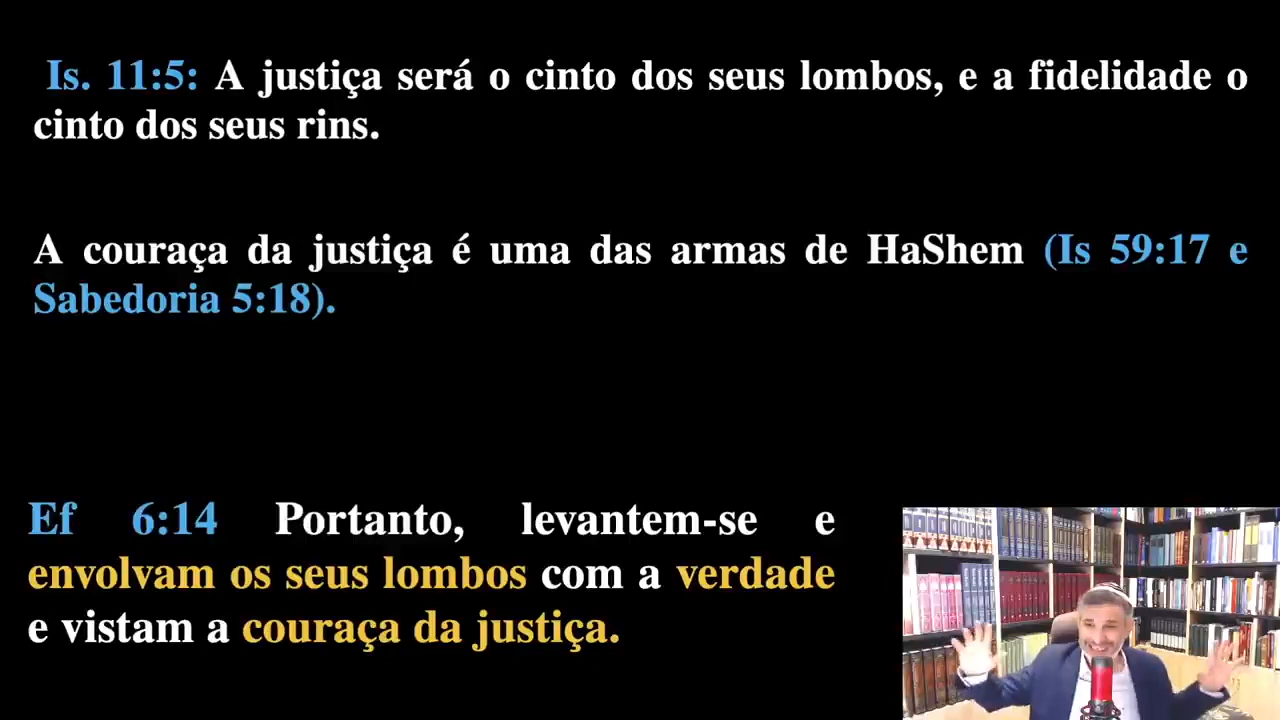 Is. 11:5: A justiça será o cinto dos seus lombos, e a fidelidade o
cinto dos seus rins.
A couraça da justiça é uma das armas de HaShem (Is 59:17 e
Sabedoria 5:18).
Ef 6:14 Portanto, levantem-se e
envolvam os seus lombos com a verdade
e vistam a couraça da justiça.